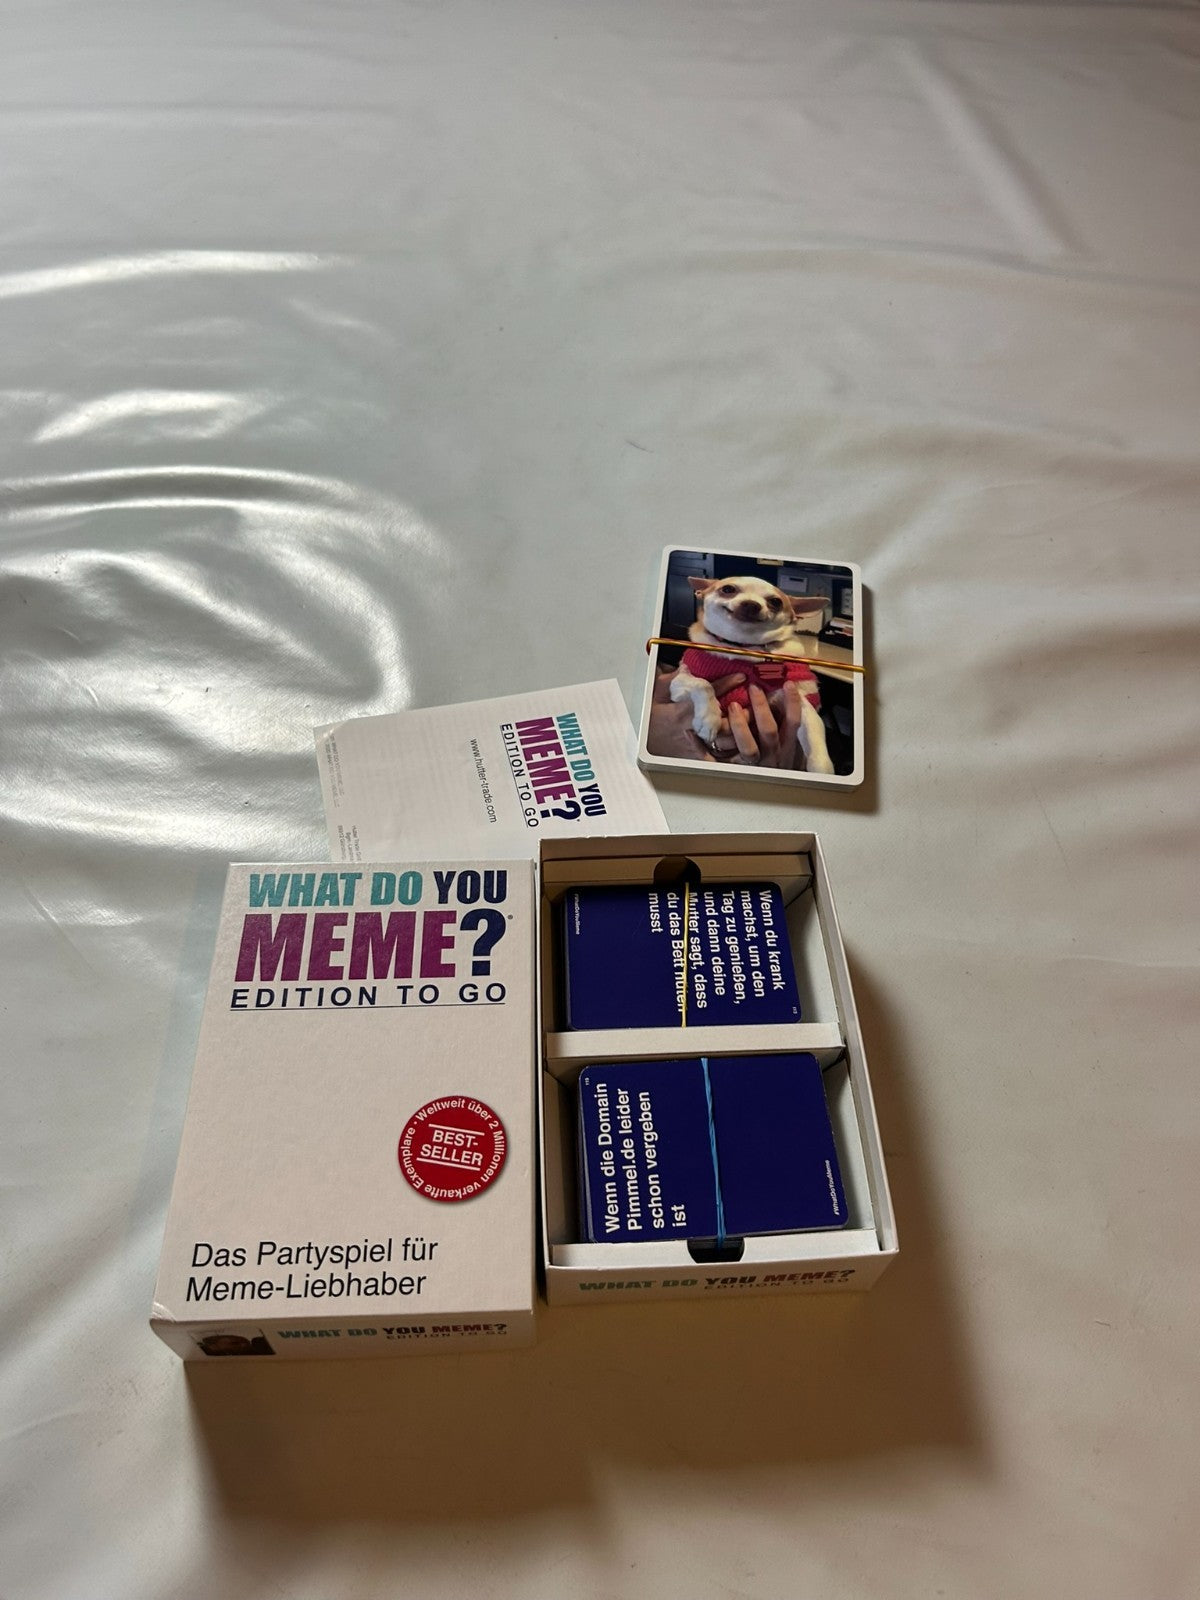 WHAT DO YOU
MEME?
EDITION TO GO
www.hutter-trade.com
WHAT DO YOU
MEME?®
EDITION TO GO
Weltweit über 2 Millionen verkaufte Exemplare •
BEST-
SELLER
Das Partyspiel für
Meme-Liebhaber
WHAT DO YOU MEME?
EDITION TO GO
Wenn du krank
machst, um den
Tag zu genießen,
und dann deine
Mutter sagt, dass
du das Bett hüten
musst
#WhatDoYouMeme
Wenn die Domain
Pimmel.de leider
schon vergeben
ist
#WhatDoYouMeme
WHAT DO YOU MEME?
EDITION TO GO